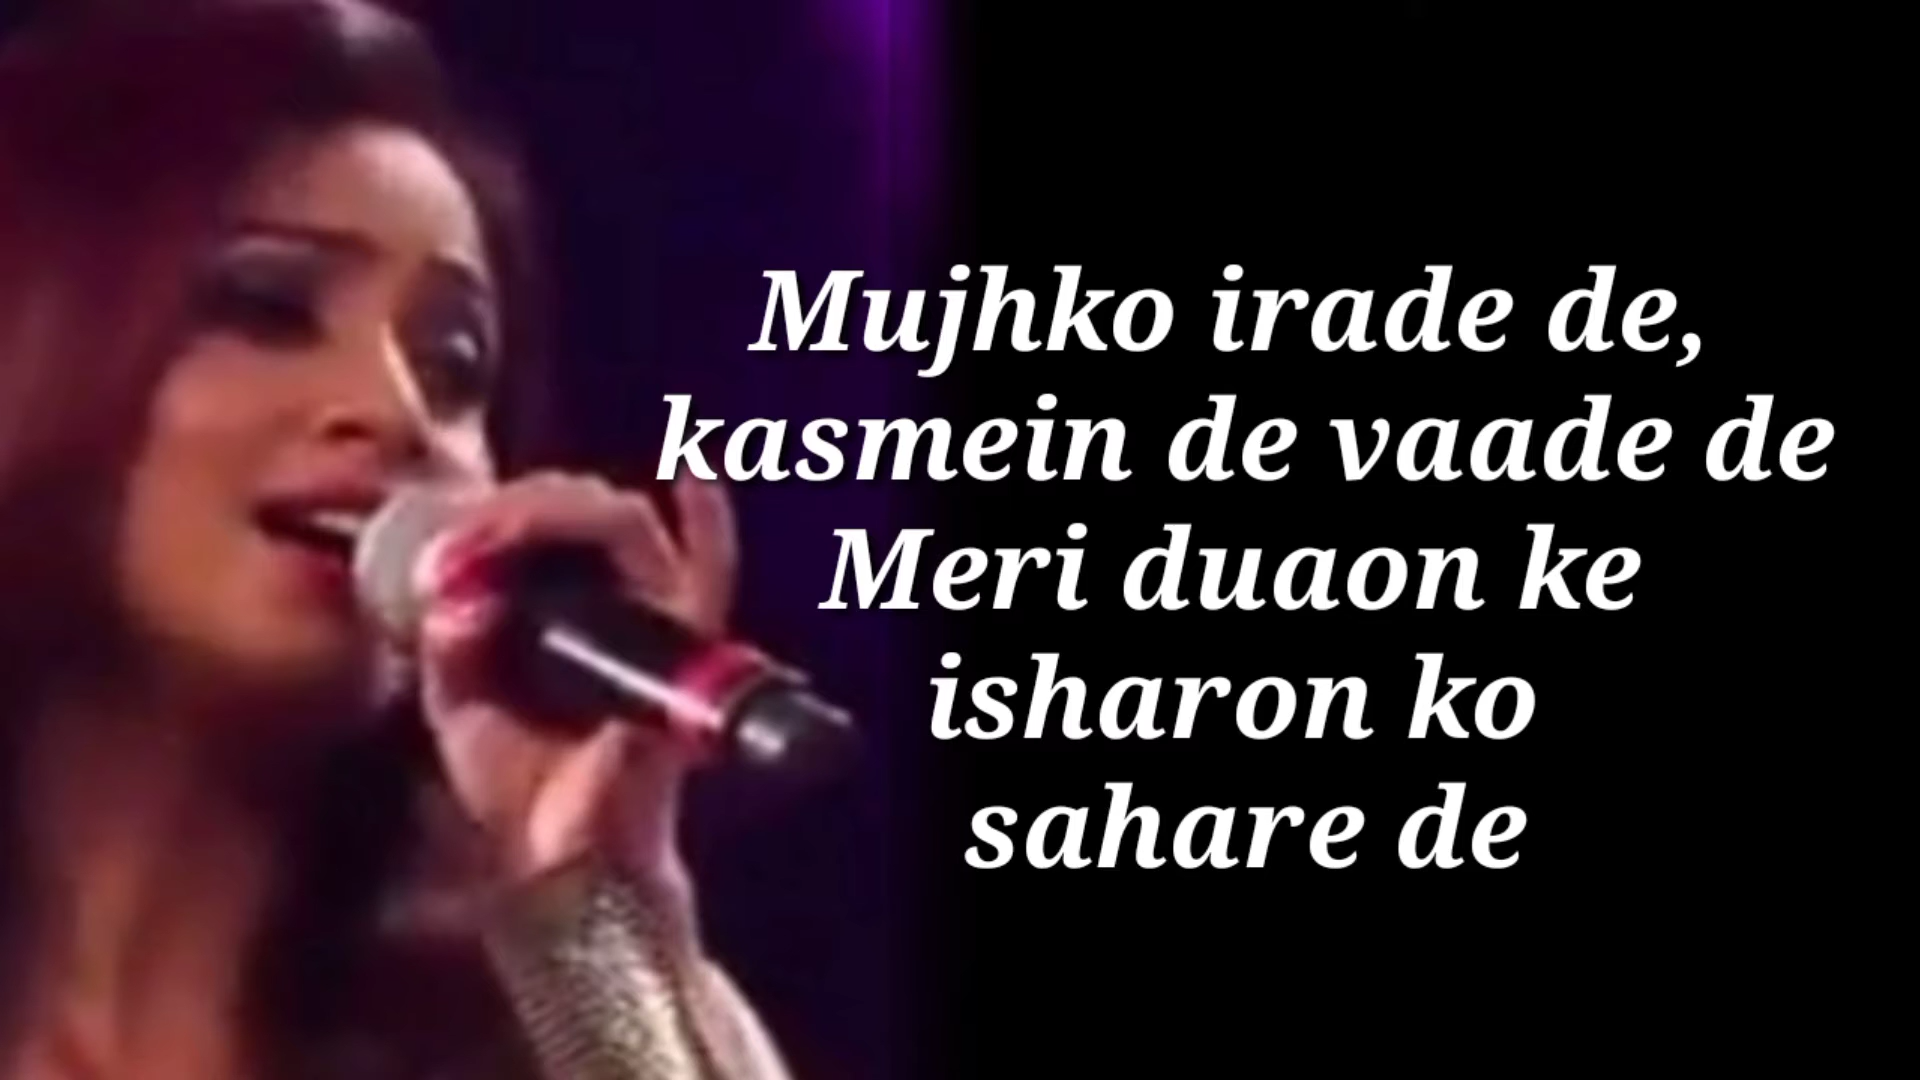 Mujhko irade de,
kasmein de vaade de
Meri duaon ke
isharon ko
sahare de